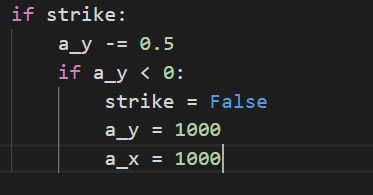 if strike:
    a_y -= 0.5
    if a_y < 0:
        strike = False
        a_y = 1000
        a_x = 1000